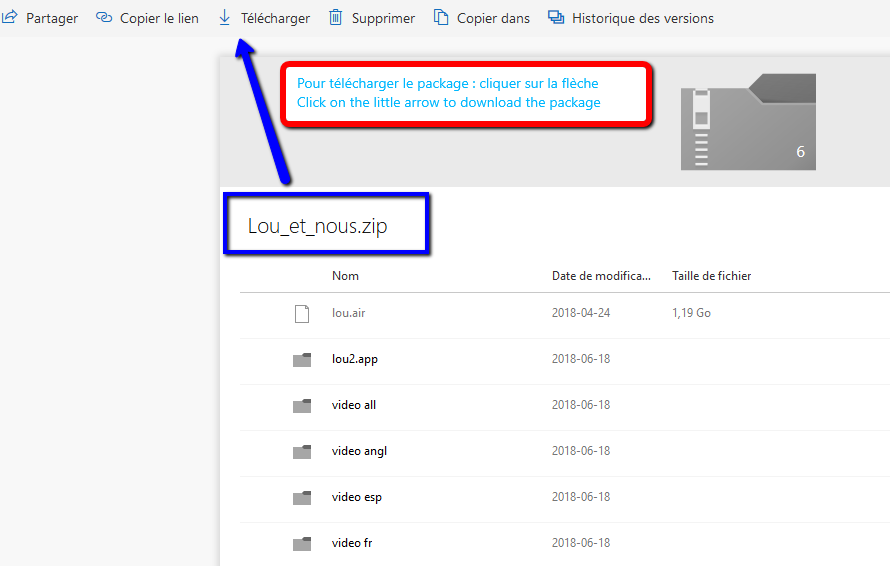 Partager Copier le lien Télécharger Supprimer Copier dans Historique des versions
Pour télécharger le package : cliquer sur la flèche
Click on the little arrow to download the package
6
Lou_et_nous.zip
Nom Date de modifica... Taille de fichier
lou.air 2018-04-24 1,19 Go
lou2.app 2018-06-18
video all 2018-06-18
video angl 2018-06-18
video esp 2018-06-18
video fr 2018-06-18